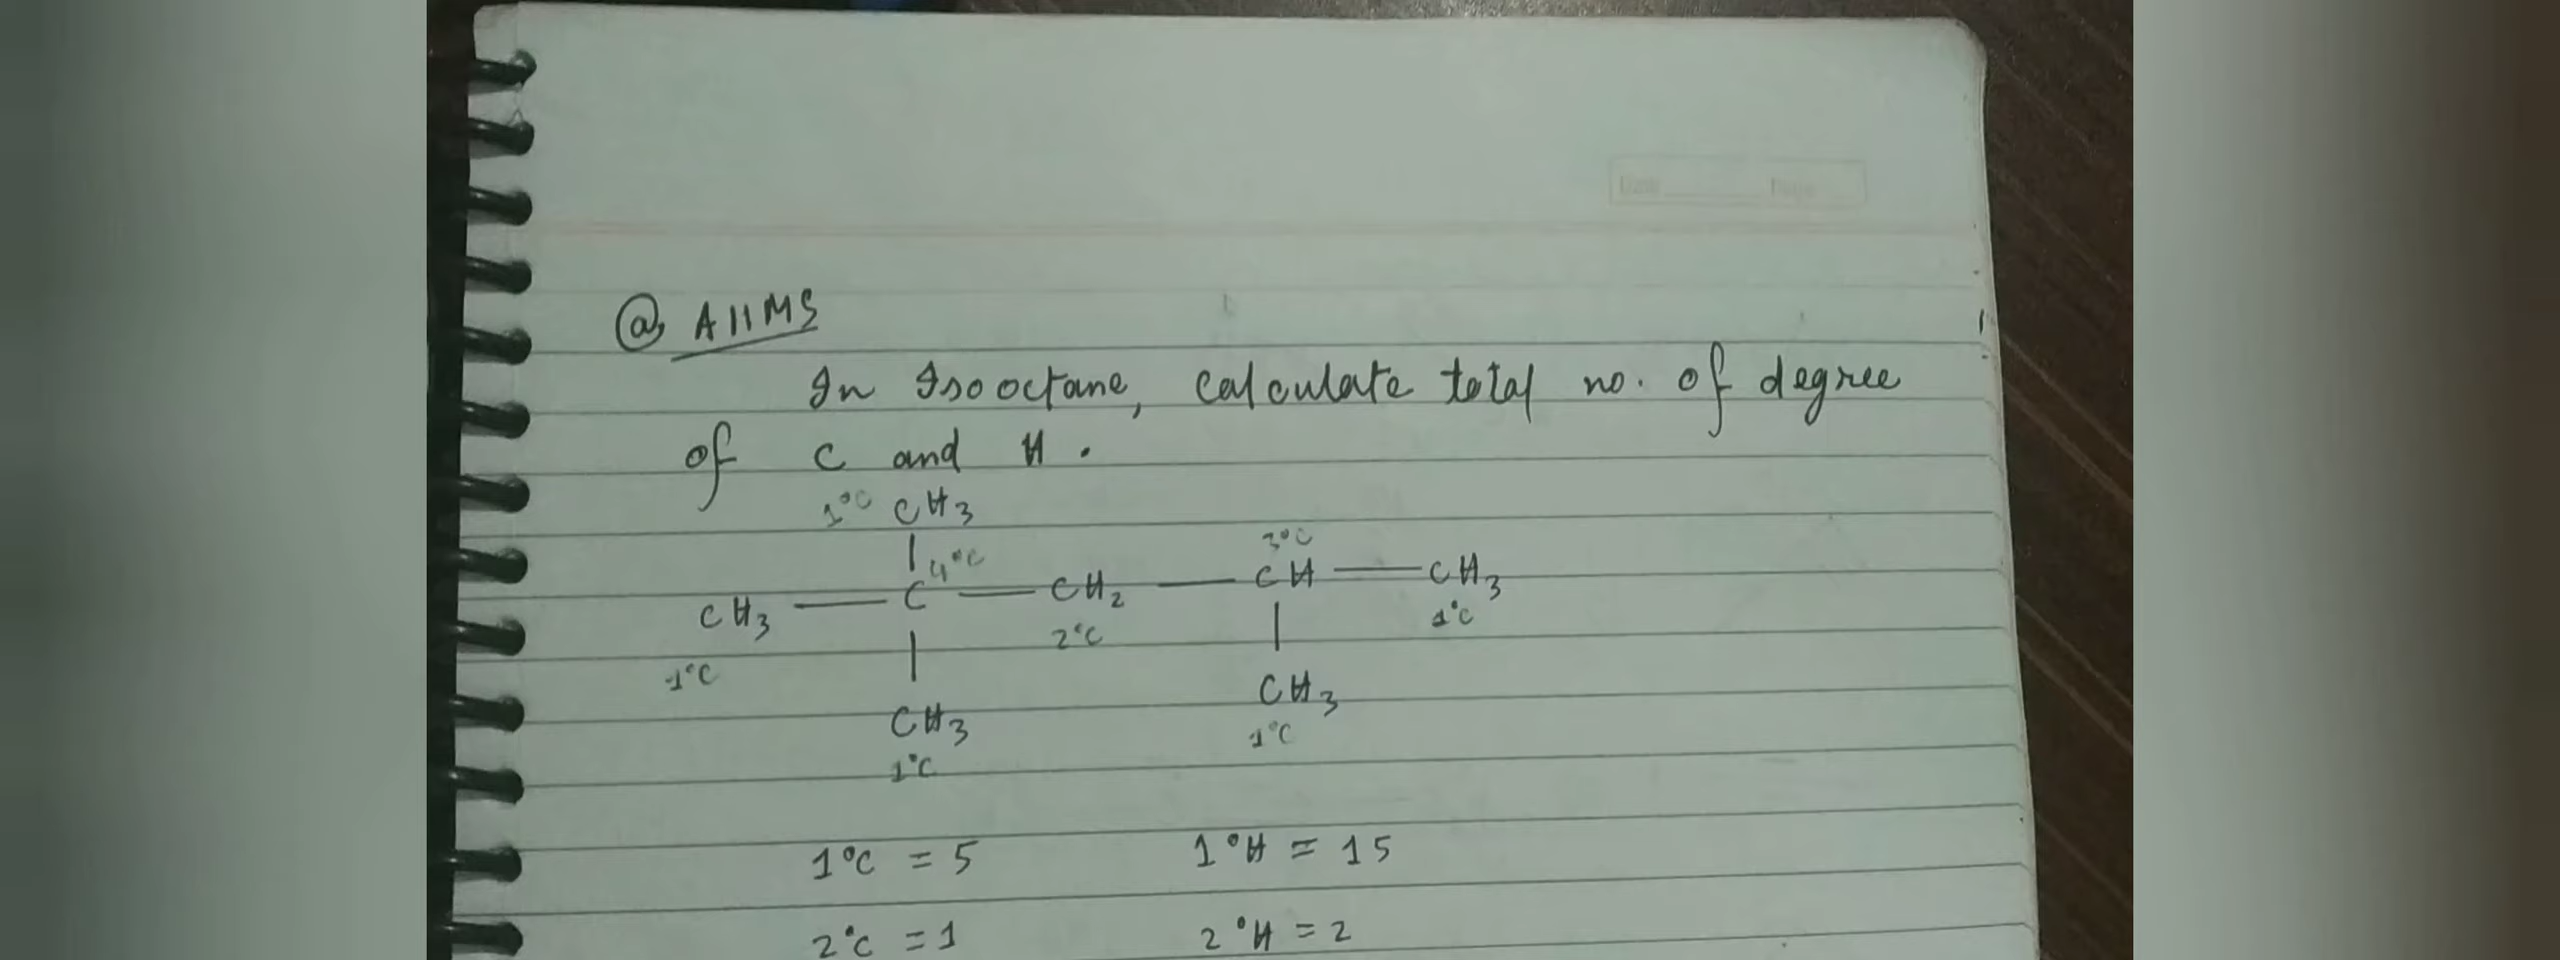 @ AIIMS
In Isooctane, calculate total no. of degree
of C and H.
1°C CH3
4°C 3°C
CH3 — C — CH2 — CH — CH3
1°C 2°C 1°C
CH3 CH3
1°C 1°C
1°C = 5 1°H = 15
2°C = 1 2°H = 2